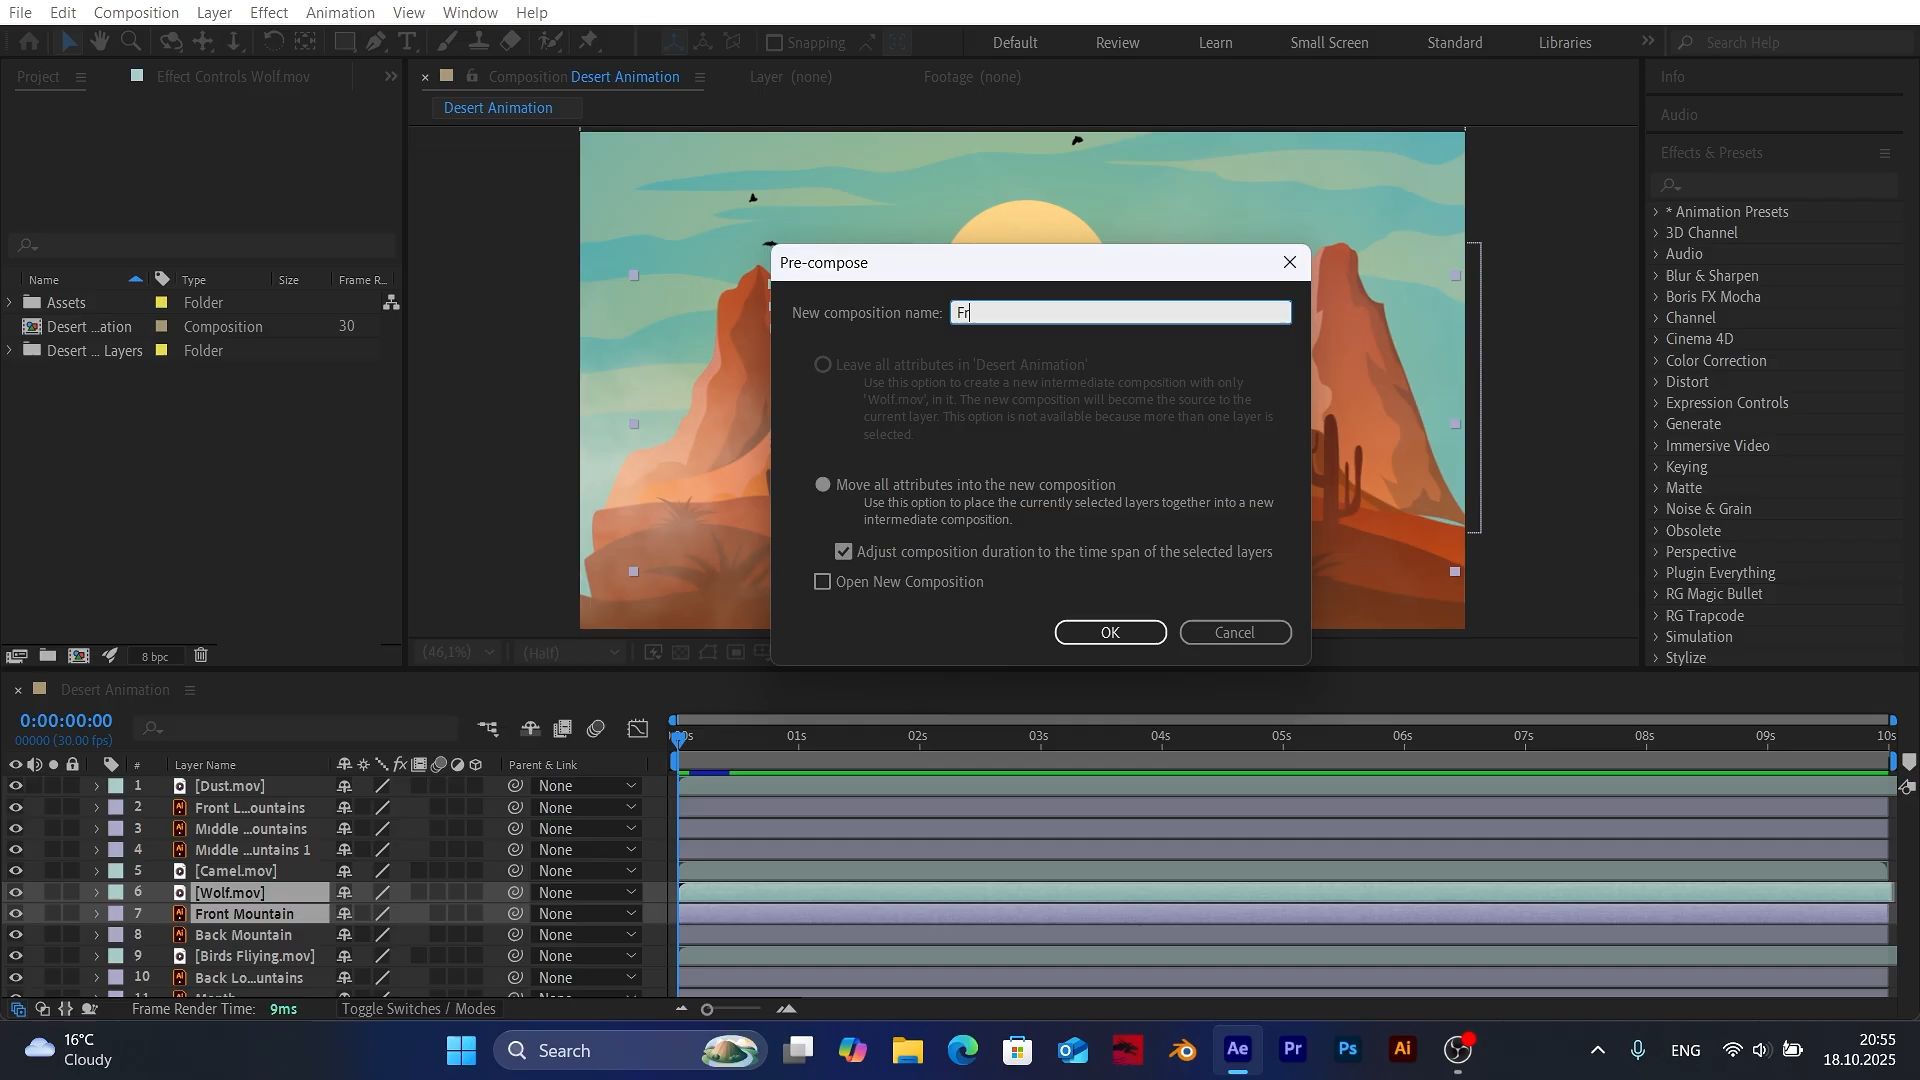 File Edit Composition Layer Effect Animation View Window Help
Snapping Default Review Learn Small Screen Standard Libraries Search Help
Project Effect Controls Wolf.mov
Composition Desert Animation Layer (none) Footage (none)
Desert Animation
Info
Audio
Effects & Presets
* Animation Presets
3D Channel
Audio
Blur & Sharpen
Boris FX Mocha
Channel
Cinema 4D
Color Correction
Distort
Expression Controls
Generate
Immersive Video
Keying
Matte
Noise & Grain
Obsolete
Perspective
Plugin Everything
RG Magic Bullet
RG Trapcode
Simulation
Stylize
Name Type Size Frame R...
Assets Folder
Desert ...ation Composition 30
Desert ... Layers Folder
8 bpc
Pre-compose
New composition name: Fr
Leave all attributes in 'Desert Animation'
Use this option to create a new intermediate composition with only
'Wolf.mov', in it. The new composition will become the source to the
current layer. This option is not available because more than one layer is
selected.
Move all attributes into the new composition
Use this option to place the currently selected layers together into a new
intermediate composition.
Adjust composition duration to the time span of the selected layers
Open New Composition
OK Cancel
(46,1%) (Half)
Desert Animation
0:00:00:00
00000 (30.00 fps)
01s 02s 03s 04s 05s 06s 07s 08s 09s 10s
# Layer Name fx Parent & Link
1 [Dust.mov] None
2 Front L...ountains None
3 Middle ...ountains None
4 Middle ...untains 1 None
5 [Camel.mov] None
6 [Wolf.mov] None
7 Front Mountain None
8 Back Mountain None
9 [Birds Fliying.mov] None
10 Back Lo...untains None
Frame Render Time: 9ms Toggle Switches / Modes
16°C
Cloudy
Search
Ae Pr Ps Ai
ENG
20:55
18.10.2025